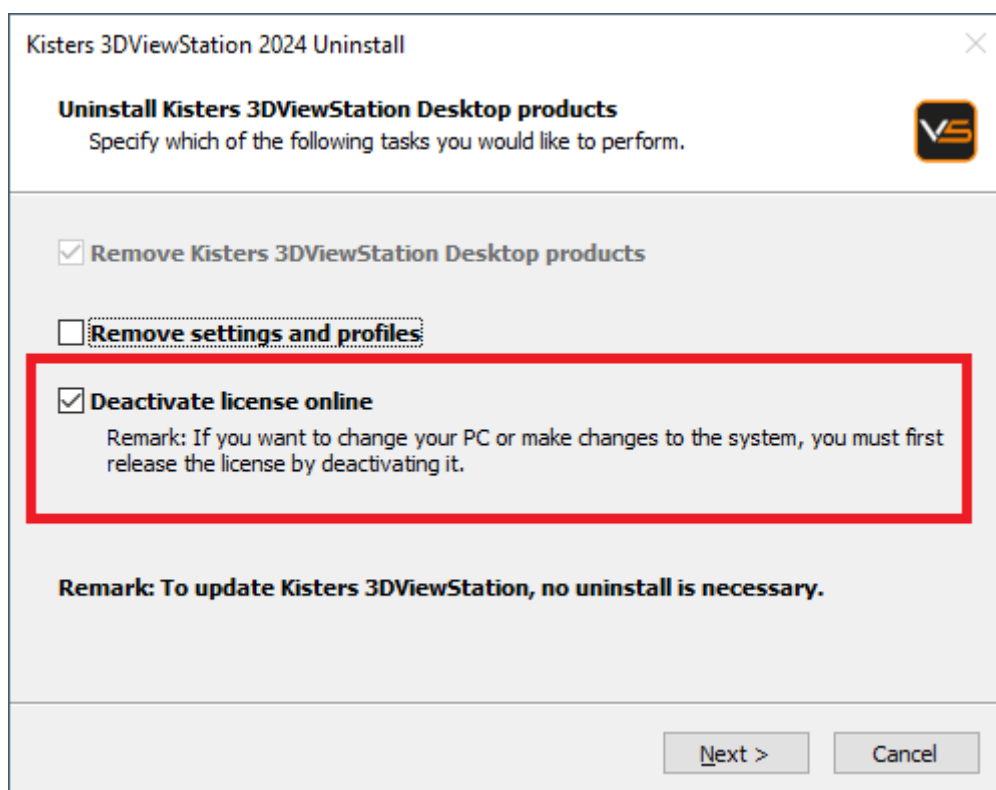 Kisters 3DViewStation 2024 Uninstall
Uninstall Kisters 3DViewStation Desktop products
Specify which of the following tasks you would like to perform.
VS
Remove Kisters 3DViewStation Desktop products
Remove settings and profiles
Deactivate license online
Remark: If you want to change your PC or make changes to the system, you must first
release the license by deactivating it.
Remark: To update Kisters 3DViewStation, no uninstall is necessary.
Next >
Cancel